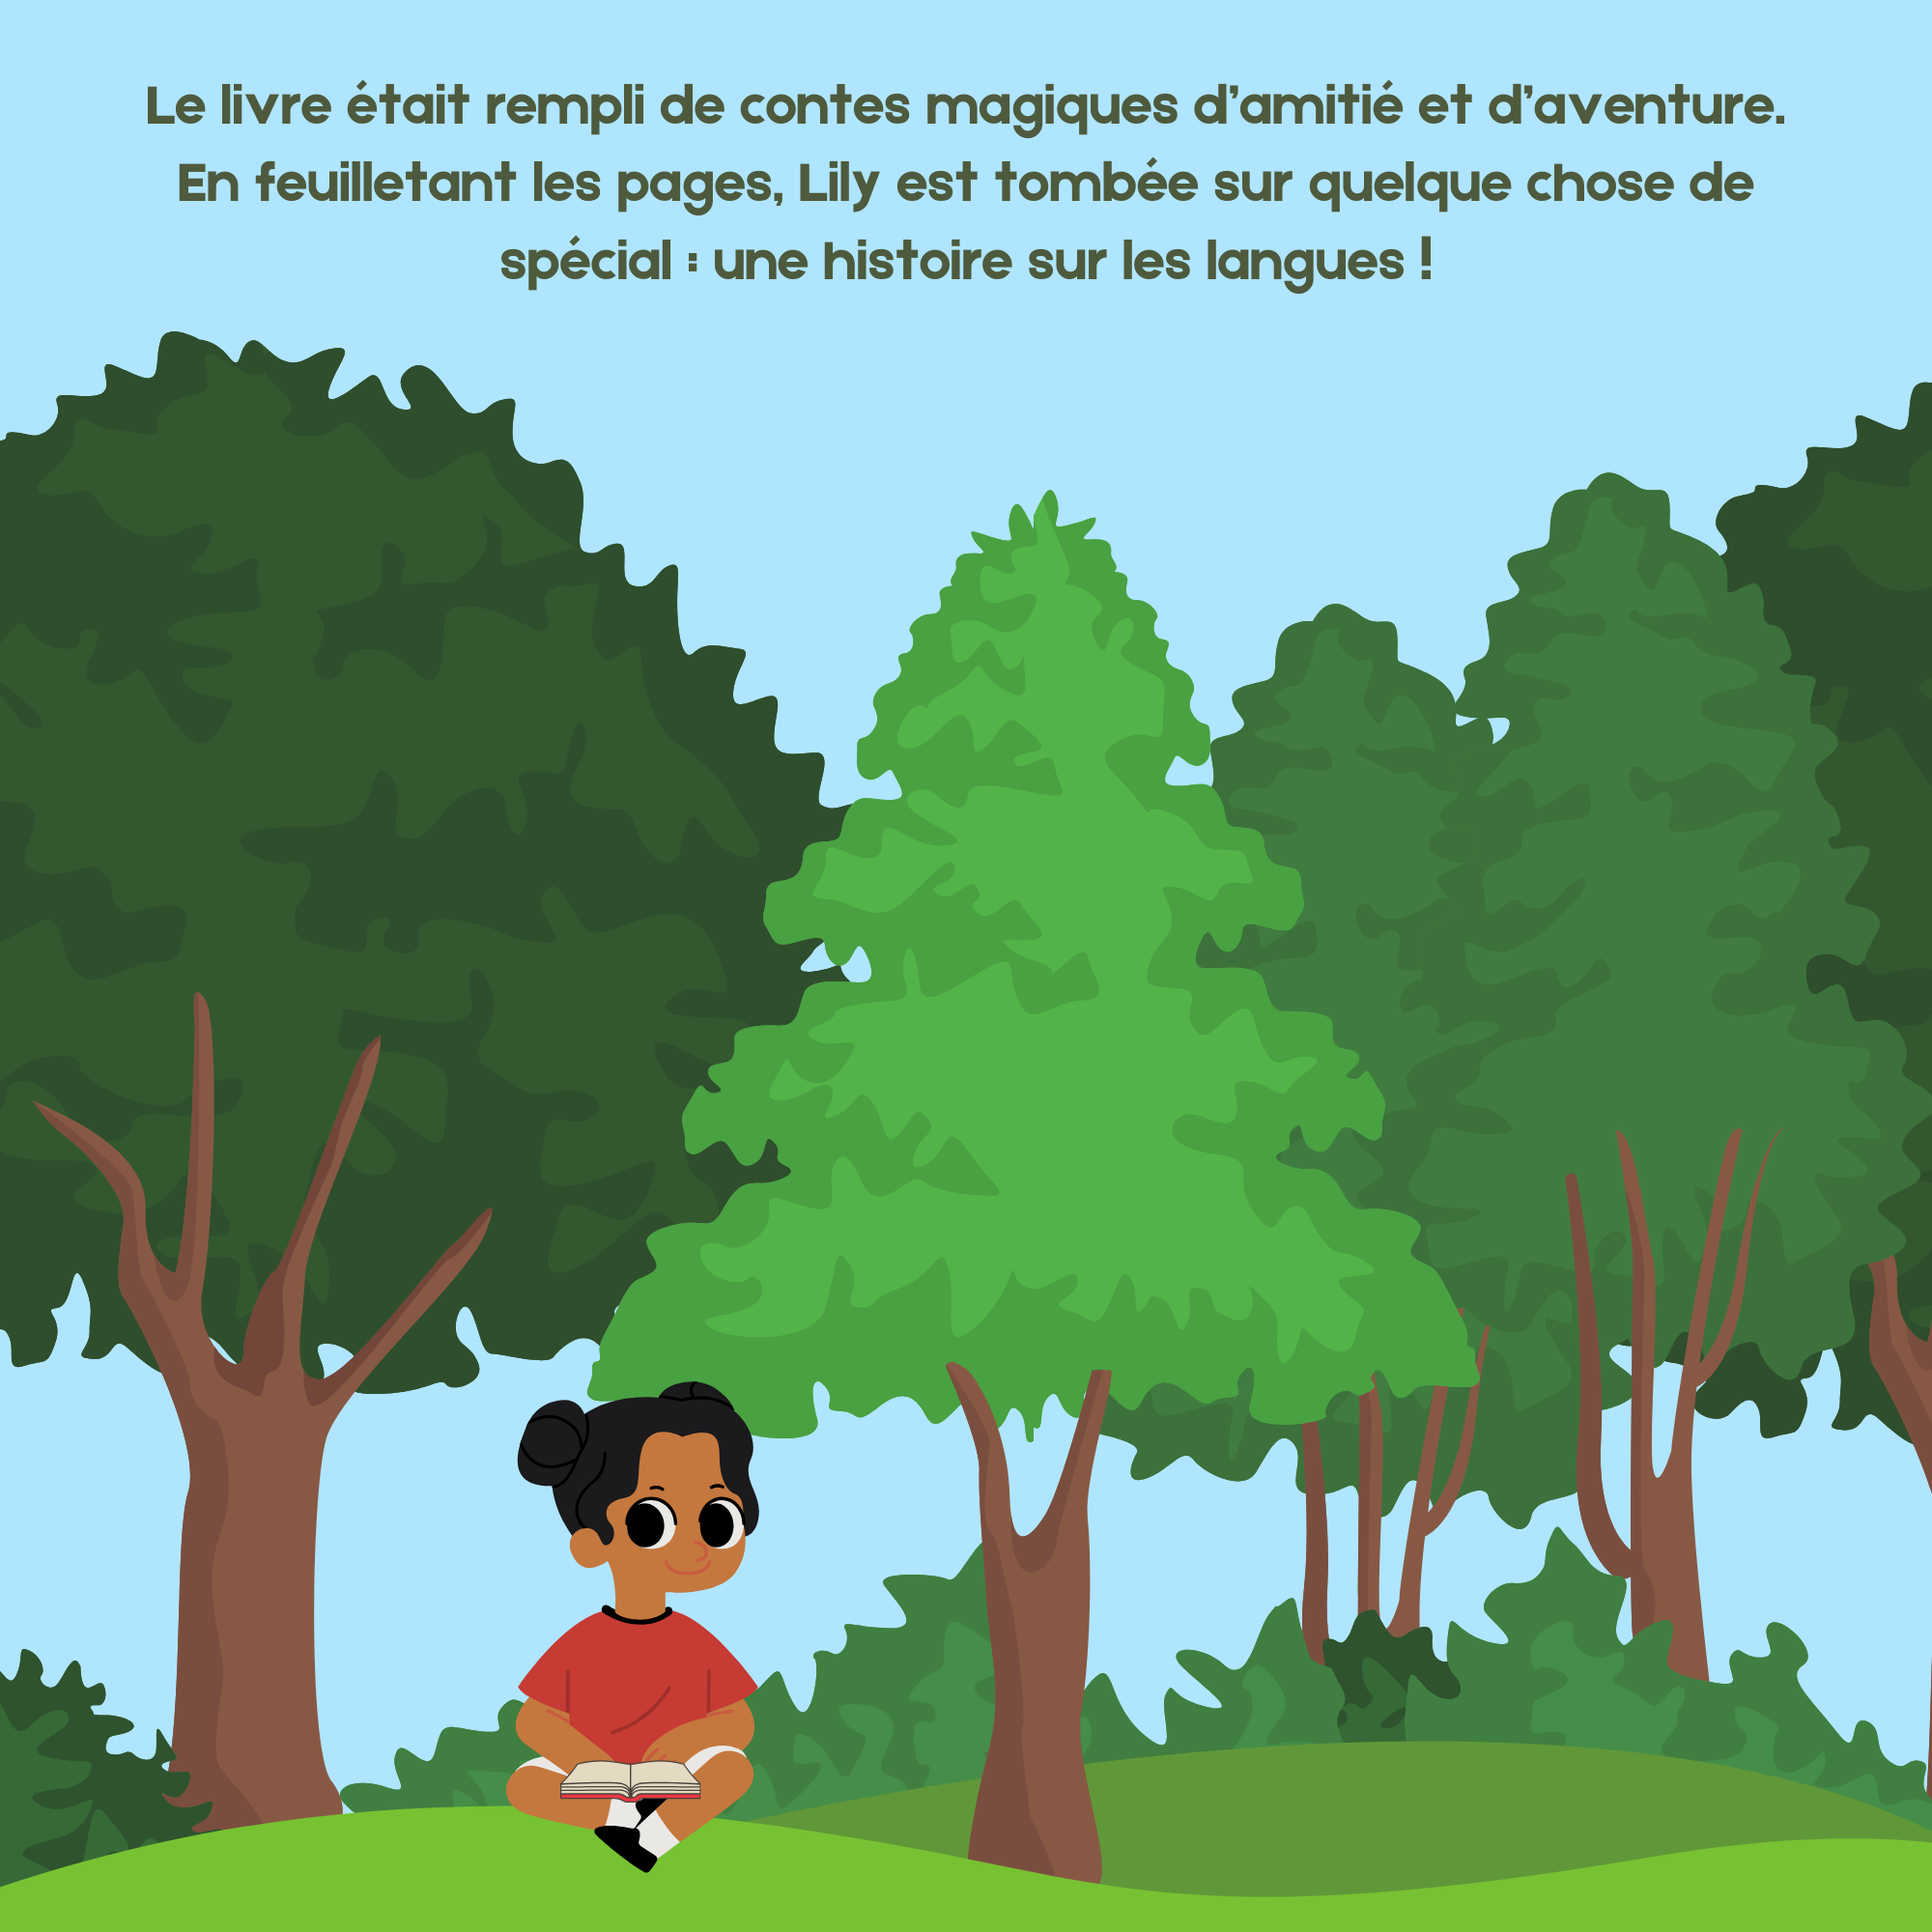 Le livre était rempli de contes magiques d’amitié et d’aventure.
En feuilletant les pages, Lily est tombée sur quelque chose de
spécial : une histoire sur les langues !